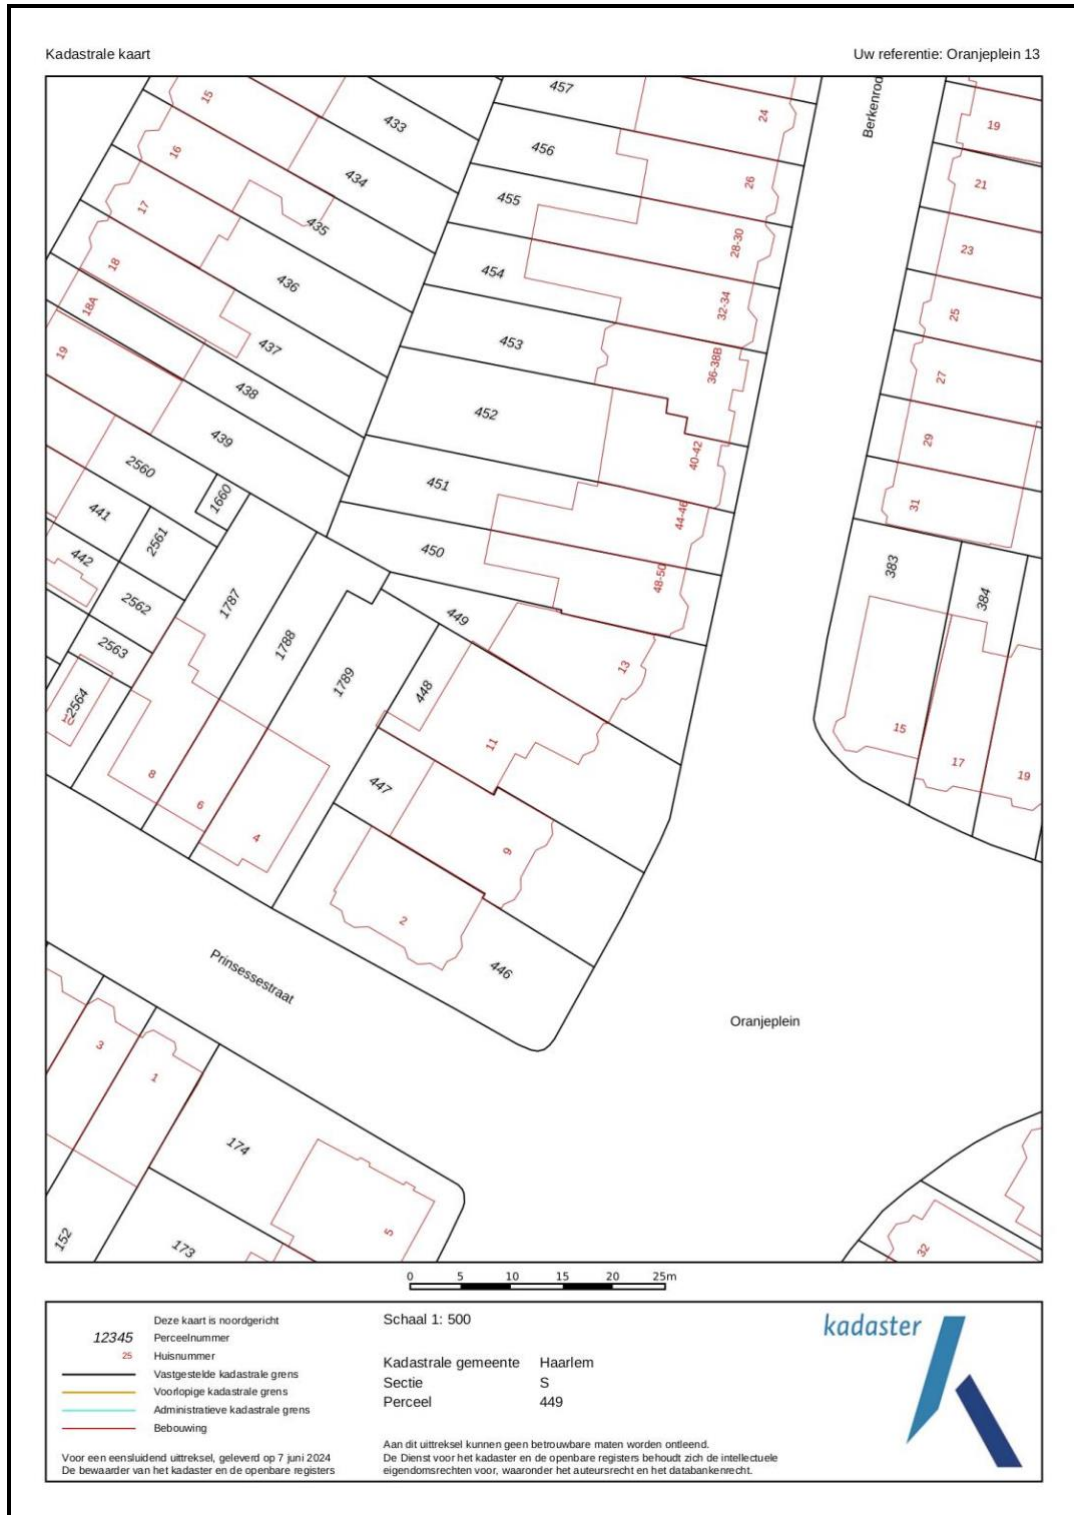 Kadastrale kaart
Uw referentie: Oranjeplein 13
15
433
457
24
Berkenrod
19
16
434
456
26
21
17
435
455
28-30
23
18
436
454
32-34
25
18A
437
453
36-38B
27
19
438
452
40-42
29
439
451
44-46
31
2560
1660
450
48-50
383
384
441
2561
442
2562
1787
1788
449
13
2563
1789
448
2564
10
11
15
17
19
8
6
4
447
9
2
446
Prinsessestraat
Oranjeplein
3
1
174
5
152
173
32
0 5 10 15 20 25m
Deze kaart is noordgericht
12345 Perceelnummer
25 Huisnummer
Vastgestelde kadastrale grens
Voorlopige kadastrale grens
Administratieve kadastrale grens
Bebouwing
Voor een eensluidend uittreksel, geleverd op 7 juni 2024
De bewaarder van het kadaster en de openbare registers
Schaal 1: 500
Kadastrale gemeente Haarlem
Sectie S
Perceel 449
Aan dit uittreksel kunnen geen betrouwbare maten worden ontleend.
De Dienst voor het kadaster en de openbare registers behoudt zich de intellectuele
eigendomsrechten voor, waaronder het auteursrecht en het databankenrecht.
kadaster